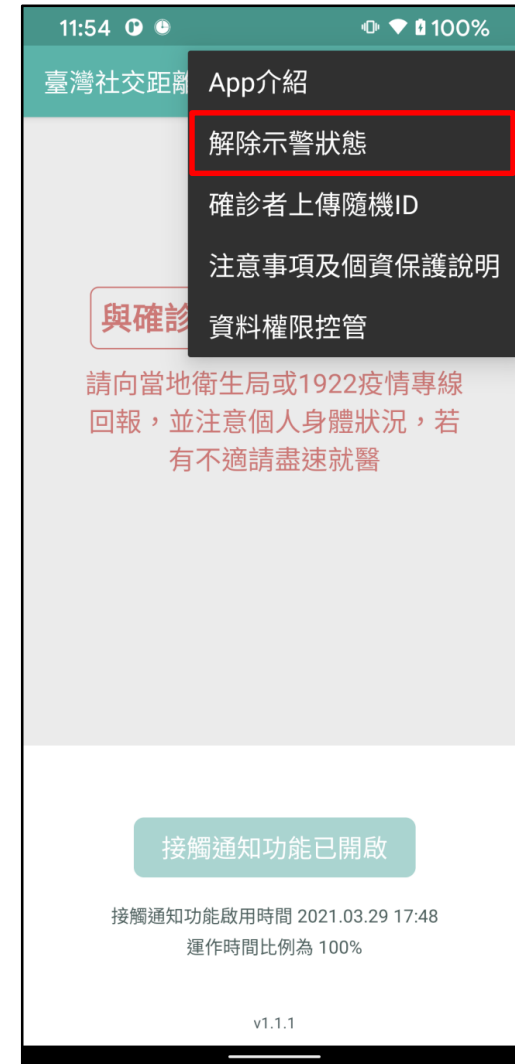 11:54
100%
臺灣社交距離
App介紹
解除示警狀態
確診者上傳隨機ID
注意事項及個資保護說明
資料權限控管
與確診
請向當地衛生局或1922疫情專線
回報，並注意個人身體狀況，若
有不適請盡速就醫
接觸通知功能已開啟
接觸通知功能啟用時間 2021.03.29 17:48
運作時間比例為 100%
v1.1.1